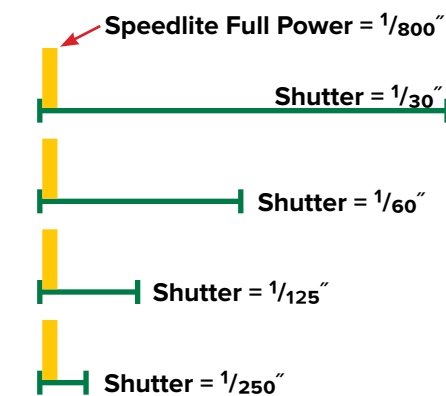 Speedlite Full Power = 1/800″
Shutter = 1/30″
Shutter = 1/60″
Shutter = 1/125″
Shutter = 1/250″